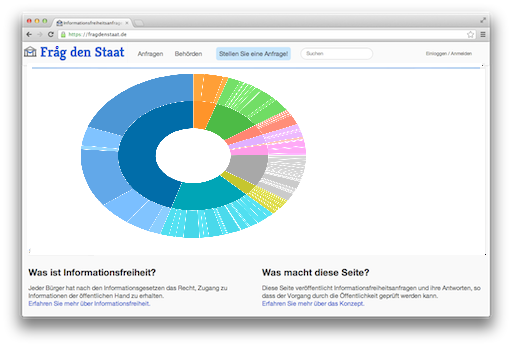 Informationsfreiheitsanfrag
https://fragdenstaat.de
Fråg den Staat
Anfragen
Behörden
Stellen Sie eine Anfrage!
Suchen
Einloggen / Anmelden
Was ist Informationsfreiheit?
Jeder Bürger hat nach den Informationsgesetzen das Recht, Zugang zu
Informationen der öffentlichen Hand zu erhalten.
Erfahren Sie mehr über Informationsfreiheit.
Was macht diese Seite?
Diese Seite veröffentlicht Informationsfreiheitsanfragen und ihre Antworten, so
dass der Vorgang durch die Öffentlichkeit geprüft werden kann.
Erfahren Sie mehr über das Konzept.